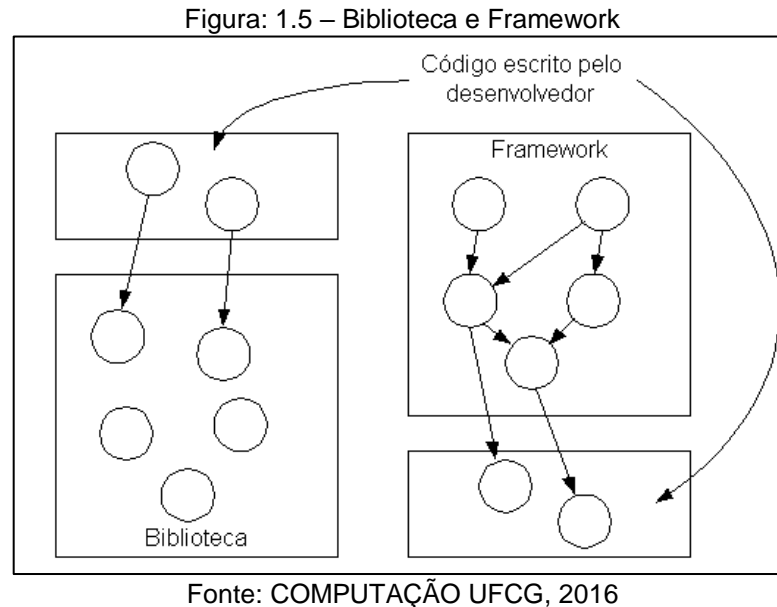 Figura: 1.5 – Biblioteca e Framework
Código escrito pelo
desenvolvedor
Framework
Biblioteca
Fonte: COMPUTAÇÃO UFCG, 2016